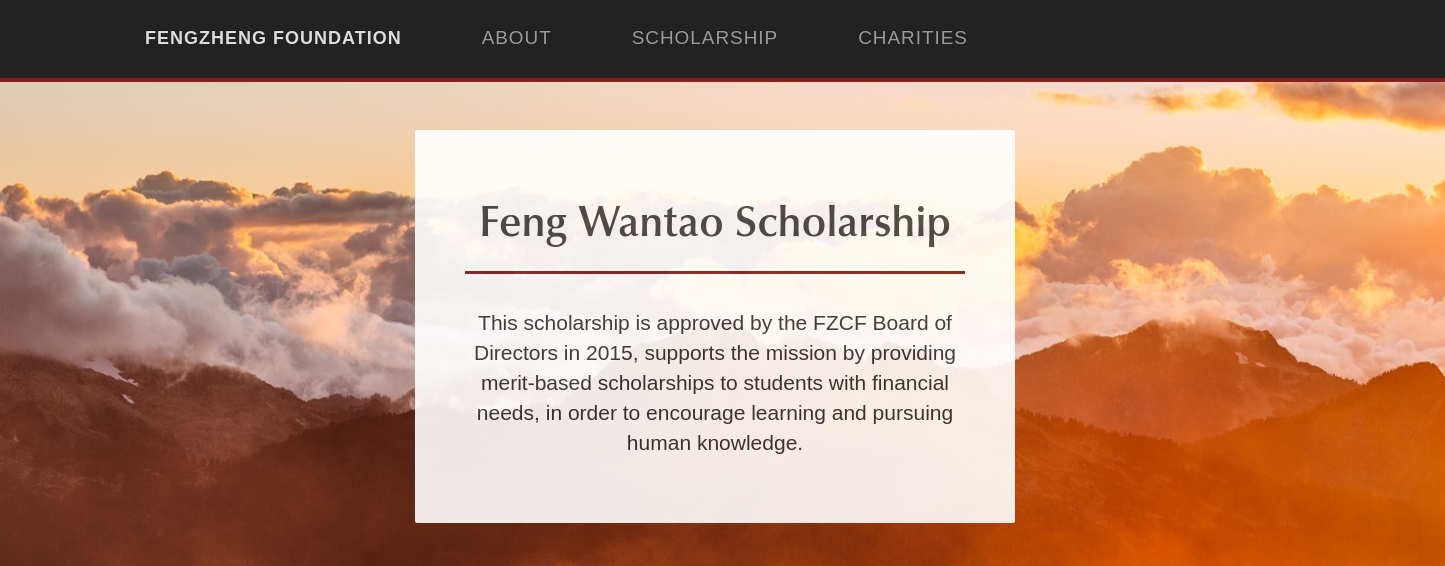 FENGZHENG FOUNDATION ABOUT SCHOLARSHIP CHARITIES
Feng Wantao Scholarship
This scholarship is approved by the FZCF Board of
Directors in 2015, supports the mission by providing
merit-based scholarships to students with financial
needs, in order to encourage learning and pursuing
human knowledge.